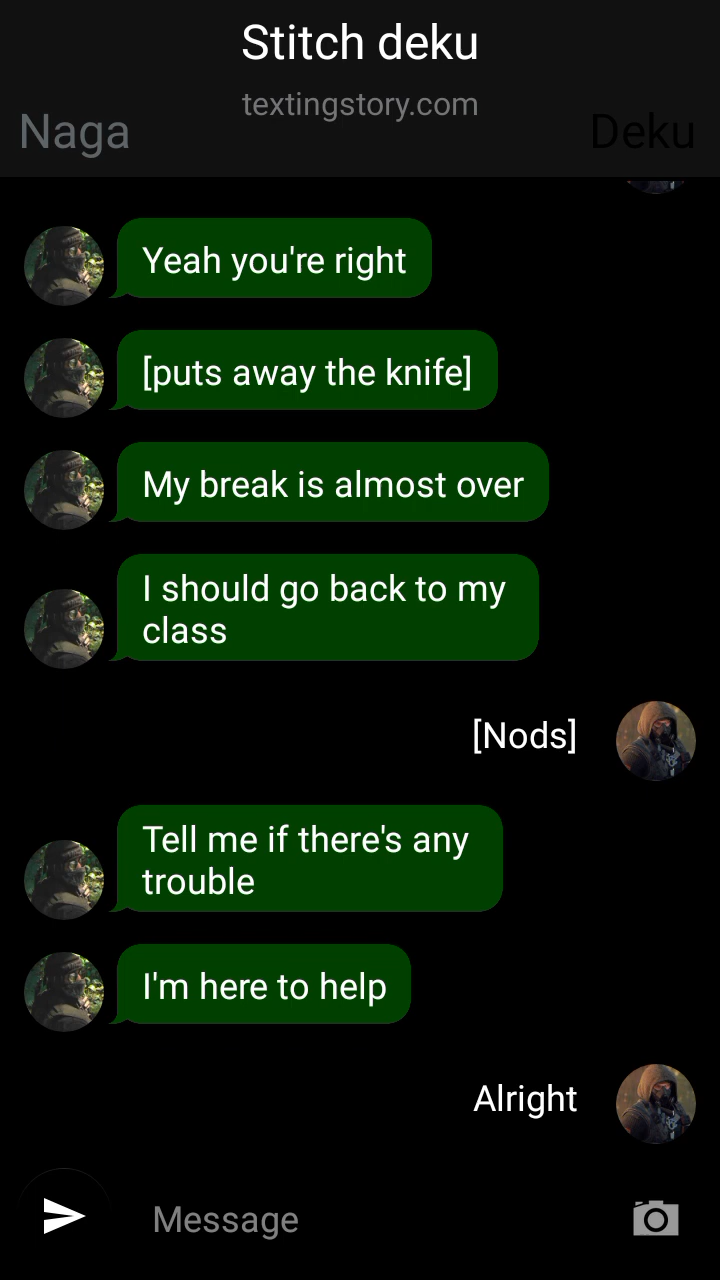 Stitch deku
textingstory.com
Naga
Deku
Yeah you're right
[puts away the knife]
My break is almost over
I should go back to my
class
[Nods]
Tell me if there's any
trouble
I'm here to help
Alright
Message